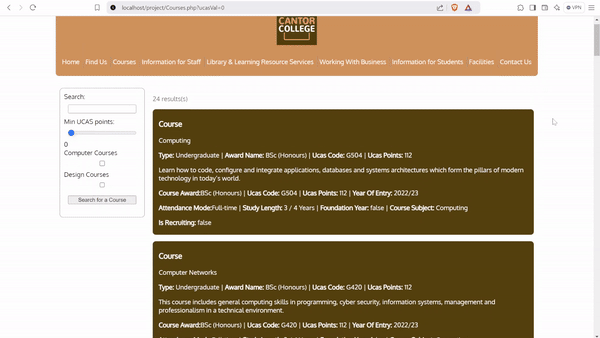 localhost/project/Courses.php?ucasVal=0
VPN
CANTOR
COLLEGE
Home Find Us Courses Information for Staff Library & Learning Resource Services Working With Business Information for Students Facilities Contact Us
Search:
Min UCAS points:
0
Computer Courses
Design Courses
Search for a Course
24 results(s)
Course
Computing
Type: Undergraduate | Award Name: BSc (Honours) | Ucas Code: G504 | Ucas Points: 112
Learn how to code, configure and integrate applications, databases and systems architectures which form the pillars of modern
technology in today's world.
Course Award:BSc (Honours) | Ucas Code: G504 | Ucas Points: 112 | Year Of Entry: 2022/23
Attendance Mode:Full-time | Study Length: 3 / 4 Years | Foundation Year: false | Course Subject: Computing
Is Recruiting: false
Course
Computer Networks
Type: Undergraduate | Award Name: BSc (Honours) | Ucas Code: G420 | Ucas Points: 112
This course includes general computing skills in programming, cyber security, information systems, management and
professionalism in a technical environment.
Course Award:BSc (Honours) | Ucas Code: G420 | Ucas Points: 112 | Year Of Entry: 2022/23